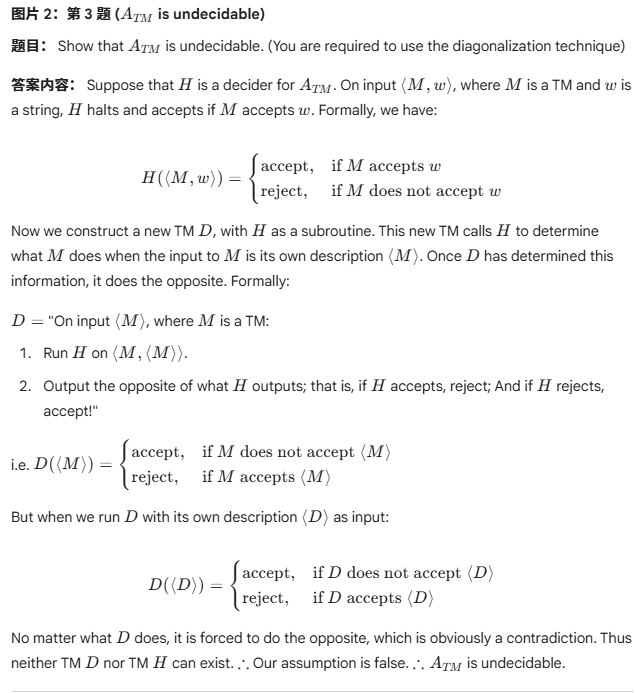 图片 2：第 3 题 ($A_{TM}$ is undecidable)
题目： Show that $A_{TM}$ is undecidable. (You are required to use the diagonalization technique)
答案内容： Suppose that $H$ is a decider for $A_{TM}$. On input $\langle M, w \rangle$, where $M$ is a TM and $w$ is
a string, $H$ halts and accepts if $M$ accepts $w$. Formally, we have:
$H(\langle M, w \rangle) = \begin{cases} \text{accept,} & \text{if } M \text{ accepts } w \\ \text{reject,} & \text{if } M \text{ does not accept } w \end{cases}$
Now we construct a new TM $D$, with $H$ as a subroutine. This new TM calls $H$ to determine
what $M$ does when the input to $M$ is its own description $\langle M \rangle$. Once $D$ has determined this
information, it does the opposite. Formally:
$D =$ "On input $\langle M \rangle$, where $M$ is a TM:
1. Run $H$ on $\langle M, \langle M \rangle \rangle$.
2. Output the opposite of what $H$ outputs; that is, if $H$ accepts, reject; And if $H$ rejects,
accept!"
i.e. $D(\langle M \rangle) = \begin{cases} \text{accept,} & \text{if } M \text{ does not accept } \langle M \rangle \\ \text{reject,} & \text{if } M \text{ accepts } \langle M \rangle \end{cases}$
But when we run $D$ with its own description $\langle D \rangle$ as input:
$D(\langle D \rangle) = \begin{cases} \text{accept,} & \text{if } D \text{ does not accept } \langle D \rangle \\ \text{reject,} & \text{if } D \text{ accepts } \langle D \rangle \end{cases}$
No matter what $D$ does, it is forced to do the opposite, which is obviously a contradiction. Thus
neither TM $D$ nor TM $H$ can exist. $\therefore$ Our assumption is false. $\therefore$ $A_{TM}$ is undecidable.